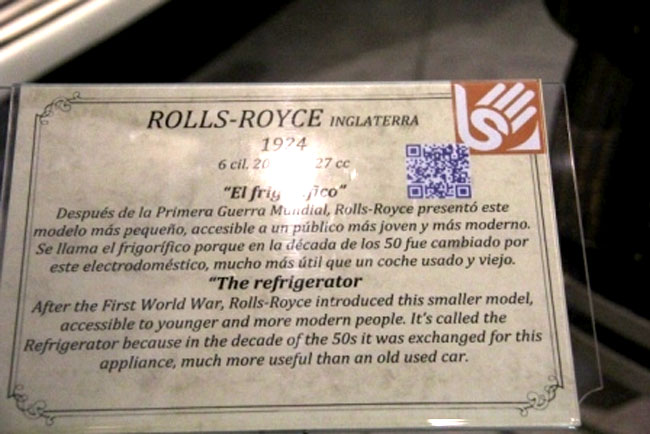 ROLLS-ROYCE INGLATERRA
1924
6 cil. 27 cc
"El frigorífico"
Después de la Primera Guerra Mundial, Rolls-Royce presentó este
modelo más pequeño, accesible a un público más joven y más moderno.
Se llama el frigorífico porque en la década de los 50 fue cambiado por
este electrodoméstico, mucho más útil que un coche usado y viejo.
"The refrigerator
After the First World War, Rolls-Royce introduced this smaller model,
accessible to younger and more modern people. It's called the
Refrigerator because in the decade of the 50s it was exchanged for this
appliance, much more useful than an old used car.